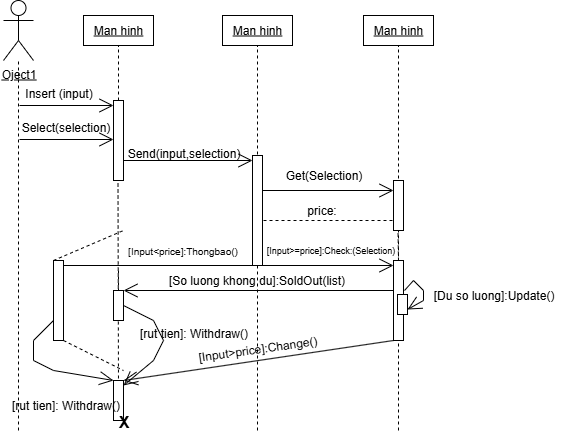 Man hinh
Man hinh
Man hinh
Oject1
Insert (input)
Select(selection)
Send(input,selection)
Get(Selection)
price:
[Input<price]:Thongbao()
[Input>=price]:Check:(Selection)
[So luong khong du]:SoldOut(list)
[Du so luong]:Update()
[rut tien]: Withdraw()
[Input>price]:Change()
[rut tien]: Withdraw()
X